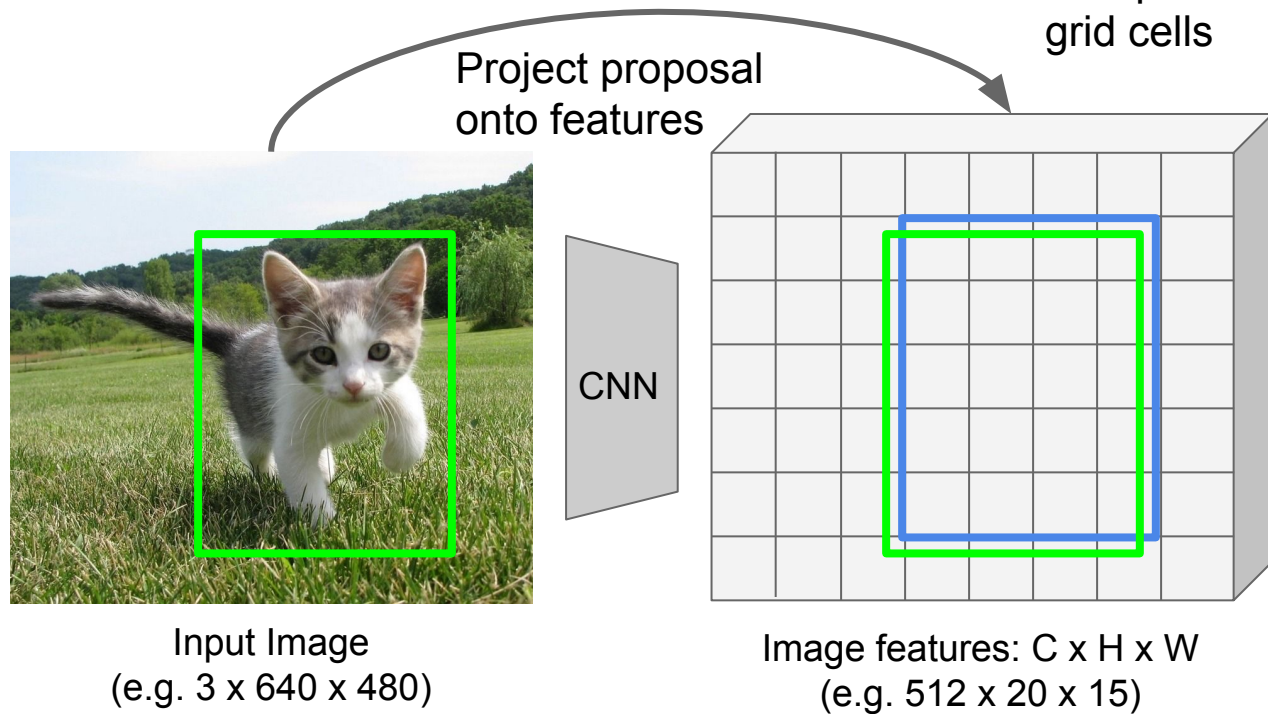 grid cells
Project proposal
onto features
CNN
Input Image
(e.g. 3 x 640 x 480)
Image features: C x H x W
(e.g. 512 x 20 x 15)